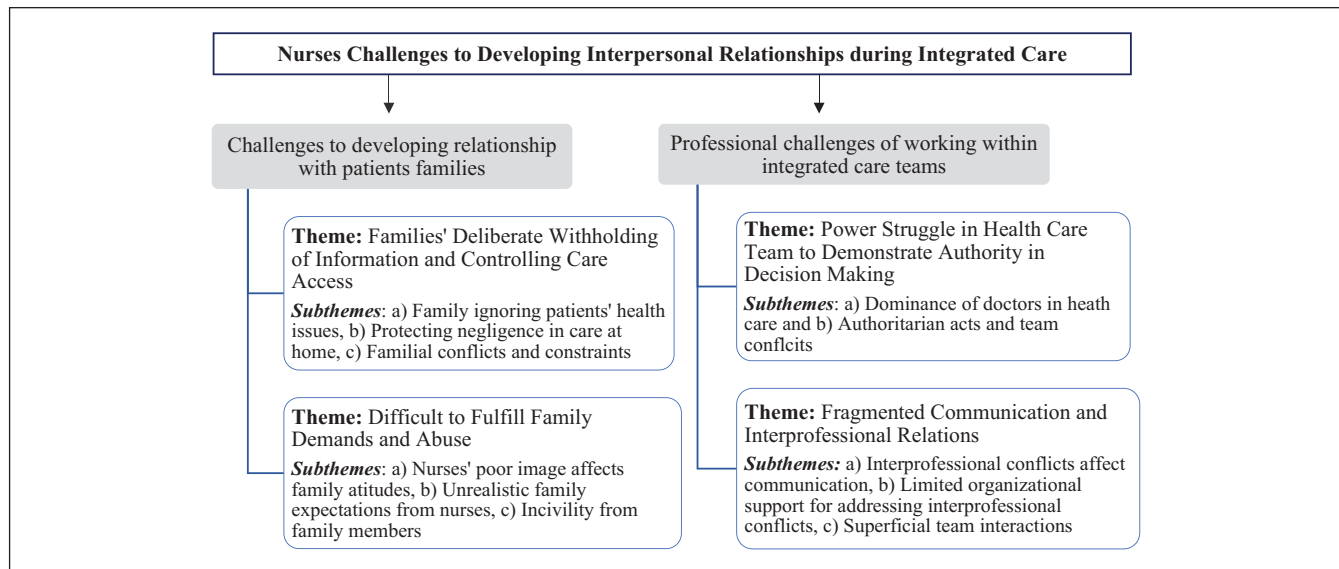 Nurses Challenges to Developing Interpersonal Relationships during Integrated Care
Challenges to developing relationship
with patients families
Theme: Families' Deliberate Withholding
of Information and Controlling Care
Access
Subthemes: a) Family ignoring patients' health
issues, b) Protecting negligence in care at
home, c) Familial conflicts and constraints
Theme: Difficult to Fulfill Family
Demands and Abuse
Subthemes: a) Nurses' poor image affects
family atitudes, b) Unrealistic family
expectations from nurses, c) Incivility from
family members
Professional challenges of working within
integrated care teams
Theme: Power Struggle in Health Care
Team to Demonstrate Authority in
Decision Making
Subthemes: a) Dominance of doctors in heath
care and b) Authoritarian acts and team
conflcits
Theme: Fragmented Communication and
Interprofessional Relations
Subthemes: a) Interprofessional conflicts affect
communication, b) Limited organizational
support for addressing interprofessional
conflicts, c) Superficial team interactions